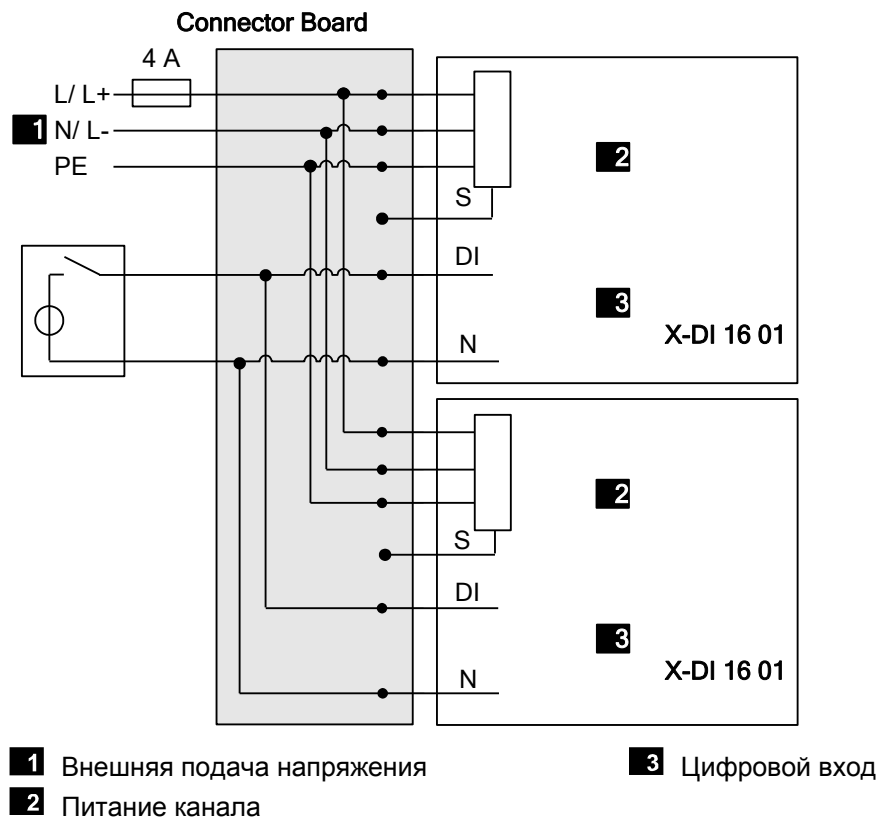 Connector Board
4 A
L/ L+
1 N/ L-
PE
2
S
DI
3
X-DI 16 01
N
2
S
DI
3
X-DI 16 01
N
1 Внешняя подача напряжения
3 Цифровой вход
2 Питание канала